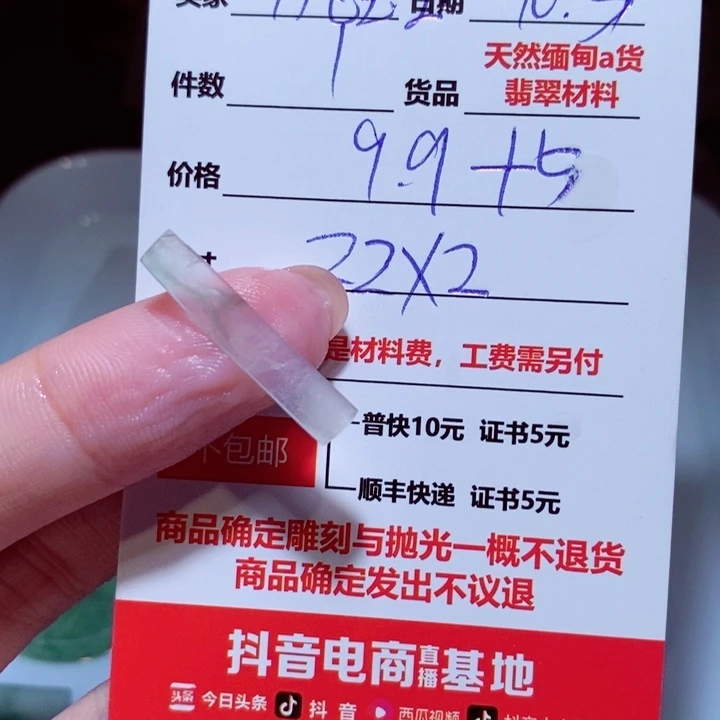 日期 10.5
件数 1 货品 天然缅甸a货
翡翠材料
价格 9.9+5
22X2
是材料费，工费需另付
普快10元 证书5元
不包邮
顺丰快递 证书5元
商品确定雕刻与抛光一概不退货
商品确定发出不议退
抖音电商直播基地
头条 今日头条 抖音 西瓜视频